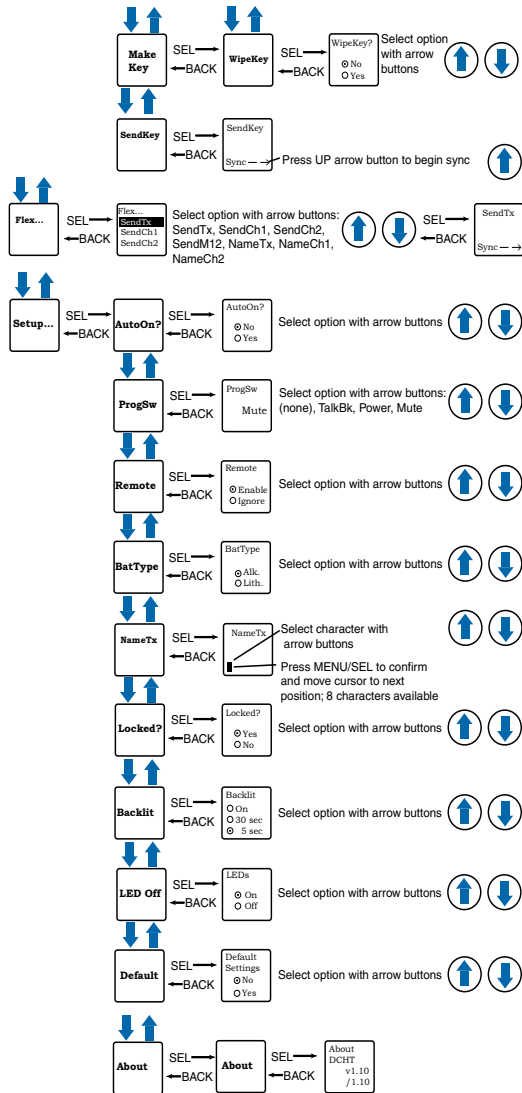 Make
Key
SEL
BACK
WipeKey
SEL
BACK
WipeKey?
No
Yes
Select option
with arrow
buttons
SendKey
SEL
BACK
SendKey
Sync
Press UP arrow button to begin sync
Flex...
SEL
BACK
Flex...
SendTx
SendCh1
SendCh2
Select option with arrow buttons:
SendTx, SendCh1, SendCh2,
SendM12, NameTx, NameCh1,
NameCh2
SEL
BACK
SendTx
Sync
Setup...
SEL
BACK
AutoOn?
SEL
BACK
AutoOn?
No
Yes
Select option with arrow buttons
ProgSw
SEL
BACK
ProgSw
Mute
Select option with arrow buttons:
(none), TalkBk, Power, Mute
Remote
SEL
BACK
Remote
Enable
Ignore
Select option with arrow buttons
BatType
SEL
BACK
BatType
Alk.
Lith.
Select option with arrow buttons
NameTx
SEL
BACK
NameTx
Select character with
arrow buttons
Press MENU/SEL to confirm
and move cursor to next
position; 8 characters available
Locked?
SEL
BACK
Locked?
Yes
No
Select option with arrow buttons
Backlit
SEL
BACK
Backlit
On
30 sec
5 sec
Select option with arrow buttons
LED Off
SEL
BACK
LEDs
On
Off
Select option with arrow buttons
Default
SEL
BACK
Default
Settings
No
Yes
Select option with arrow buttons
About
SEL
BACK
About
SEL
BACK
About
DCHT
v1.10
/1.10